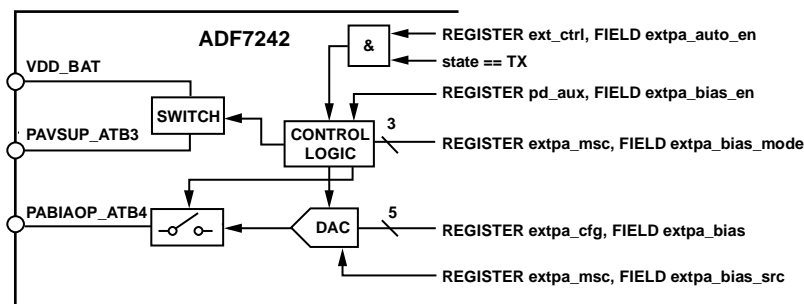 ADF7242
&
REGISTER ext_ctrl, FIELD extpa_auto_en
state == TX
VDD_BAT
REGISTER pd_aux, FIELD extpa_bias_en
SWITCH
PAVSUP_ATB3
CONTROL
LOGIC
3
REGISTER extpa_msc, FIELD extpa_bias_mode
PABIAOP_ATB4
DAC
5
REGISTER extpa_cfg, FIELD extpa_bias
REGISTER extpa_msc, FIELD extpa_bias_src